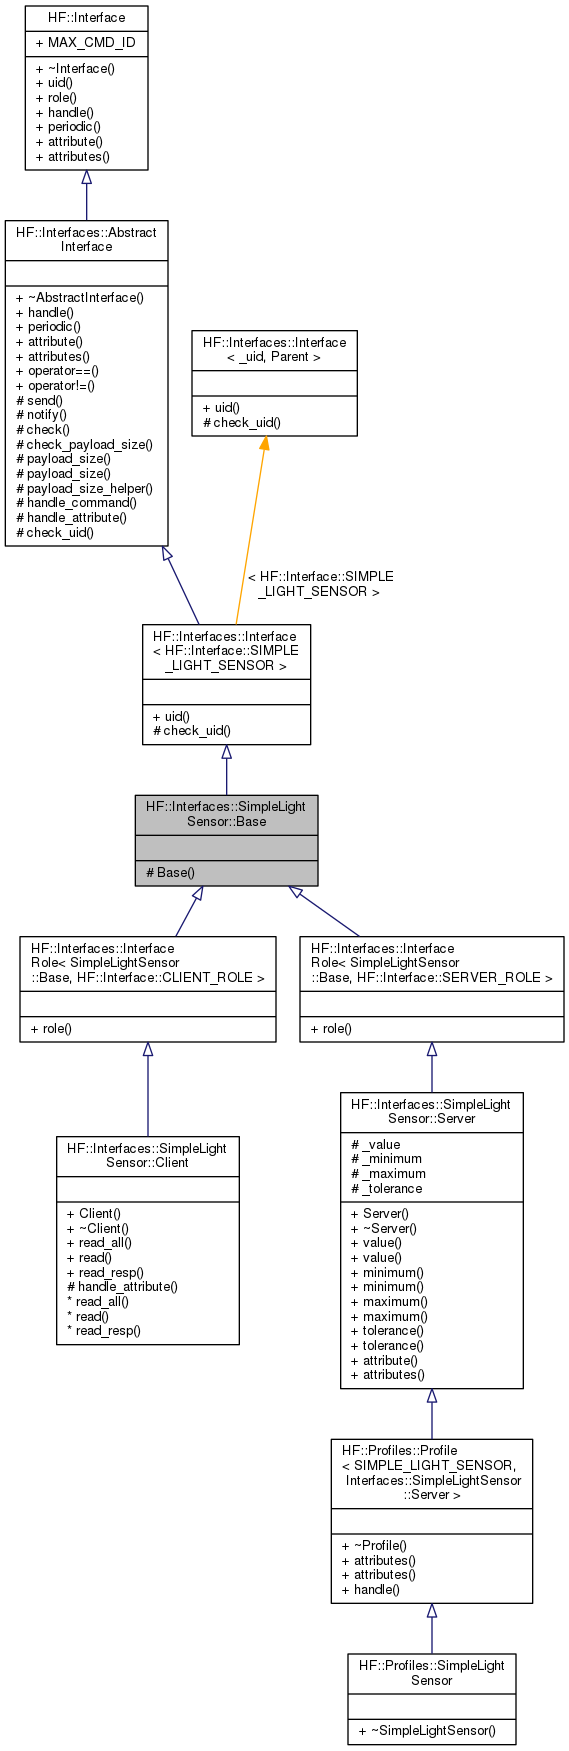 HF::Interface
+ MAX_CMD_ID
+ ~Interface()
+ uid()
+ role()
+ handle()
+ periodic()
+ attribute()
+ attributes()
HF::Interfaces::Abstract
Interface
+ ~AbstractInterface()
+ handle()
+ periodic()
+ attribute()
+ attributes()
+ operator==()
+ operator!=()
# send()
# notify()
# check()
# check_payload_size()
# payload_size()
# payload_size()
# payload_size_helper()
# handle_command()
# handle_attribute()
# check_uid()
HF::Interfaces::Interface
< _uid, Parent >
+ uid()
# check_uid()
< HF::Interface::SIMPLE
_LIGHT_SENSOR >
HF::Interfaces::Interface
< HF::Interface::SIMPLE
_LIGHT_SENSOR >
+ uid()
# check_uid()
HF::Interfaces::SimpleLight
Sensor::Base
# Base()
HF::Interfaces::Interface
Role< SimpleLightSensor
::Base, HF::Interface::CLIENT_ROLE >
+ role()
HF::Interfaces::Interface
Role< SimpleLightSensor
::Base, HF::Interface::SERVER_ROLE >
+ role()
HF::Interfaces::SimpleLight
Sensor::Client
+ Client()
+ ~Client()
+ read_all()
+ read()
+ read_resp()
# handle_attribute()
* read_all()
* read()
* read_resp()
HF::Interfaces::SimpleLight
Sensor::Server
# _value
# _minimum
# _maximum
# _tolerance
+ Server()
+ ~Server()
+ value()
+ value()
+ minimum()
+ minimum()
+ maximum()
+ maximum()
+ tolerance()
+ tolerance()
+ attribute()
+ attributes()
HF::Profiles::Profile
< SIMPLE_LIGHT_SENSOR,
Interfaces::SimpleLightSensor
::Server >
+ ~Profile()
+ attributes()
+ attributes()
+ handle()
HF::Profiles::SimpleLight
Sensor
+ ~SimpleLightSensor()